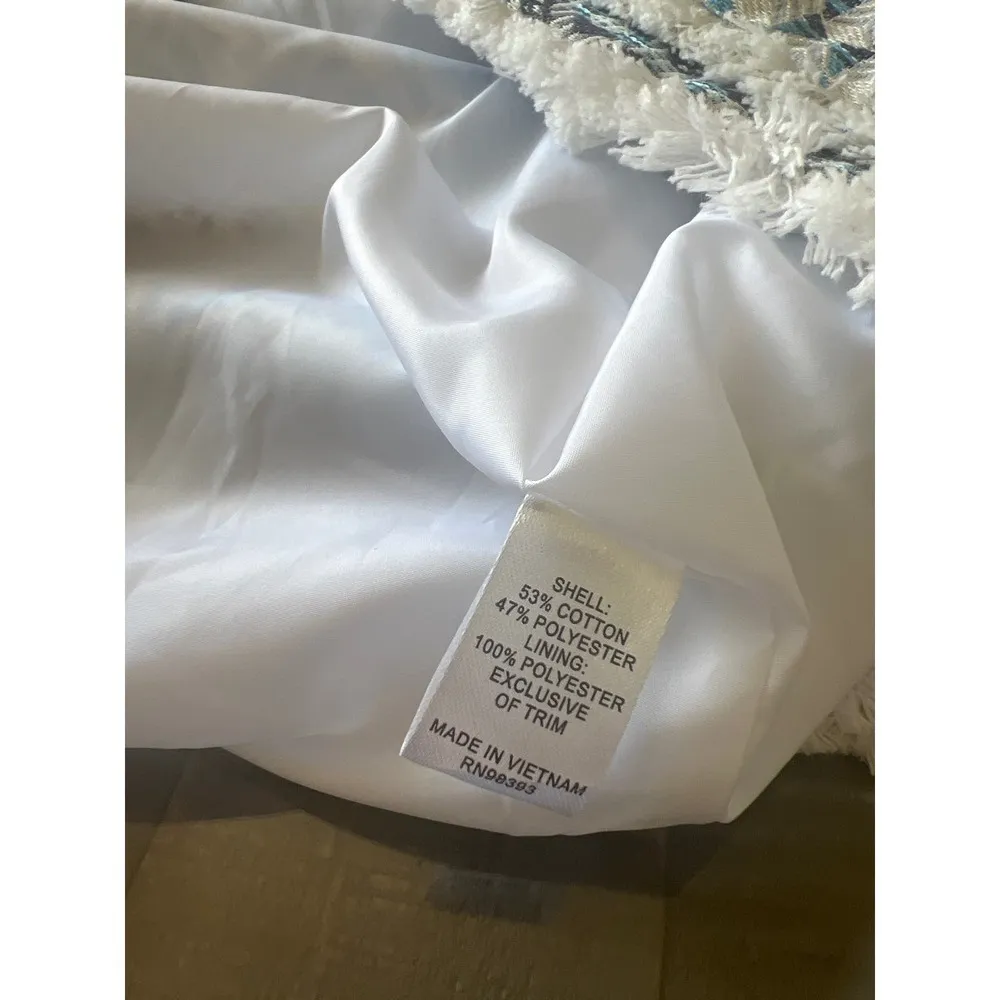 SHELL:
53% COTTON
47% POLYESTER
LINING:
100% POLYESTER
EXCLUSIVE
OF TRIM
MADE IN VIETNAM
RN98393